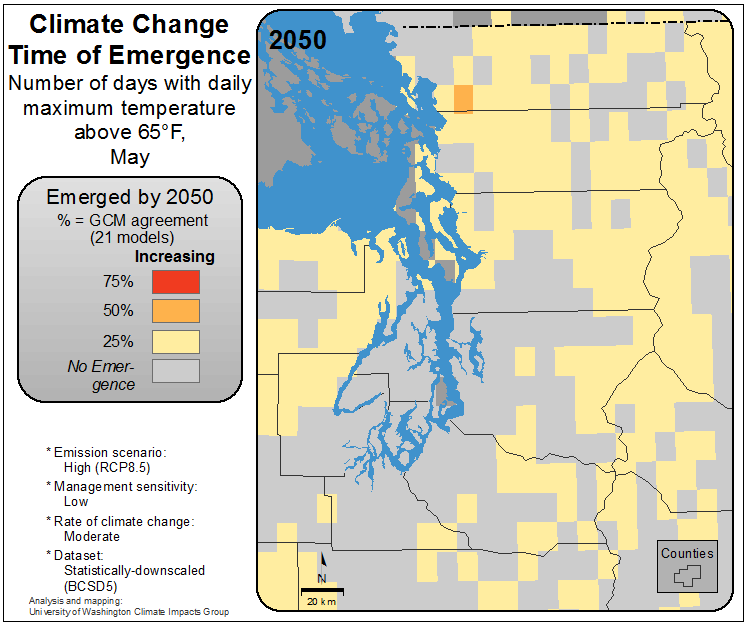 Climate Change
Time of Emergence
Number of days with daily
maximum temperature
above 65°F,
May
Emerged by 2050
% = GCM agreement
(21 models)
Increasing
75%
50%
25%
No Emer-
gence
* Emission scenario:
High (RCP8.5)
* Management sensitivity:
Low
* Rate of climate change:
Moderate
* Dataset:
Statistically-downscaled
(BCSD5)
Analysis and mapping:
University of Washington Climate Impacts Group
2050
N
20 km
Counties